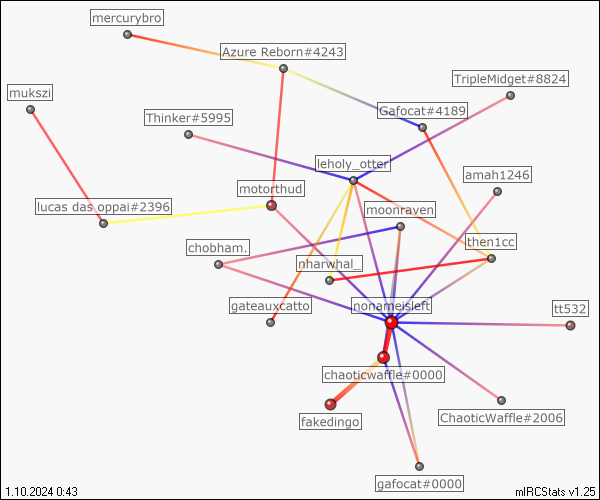 mercurybro
Azure Reborn#4243
TripleMidget#8824
mukszi
Gafocat#4189
Thinker#5995
leholy_otter
amah1246
motorthud
lucas das oppai#2396
moonraven
chobham.
then1cc
nharwhal_
gateauxcatto
nonameisleft
tt532
chaoticwaffle#0000
ChaoticWaffle#2006
fakedingo
gafocat#0000
1.10.2024 0:43
mIRCStats v1.25